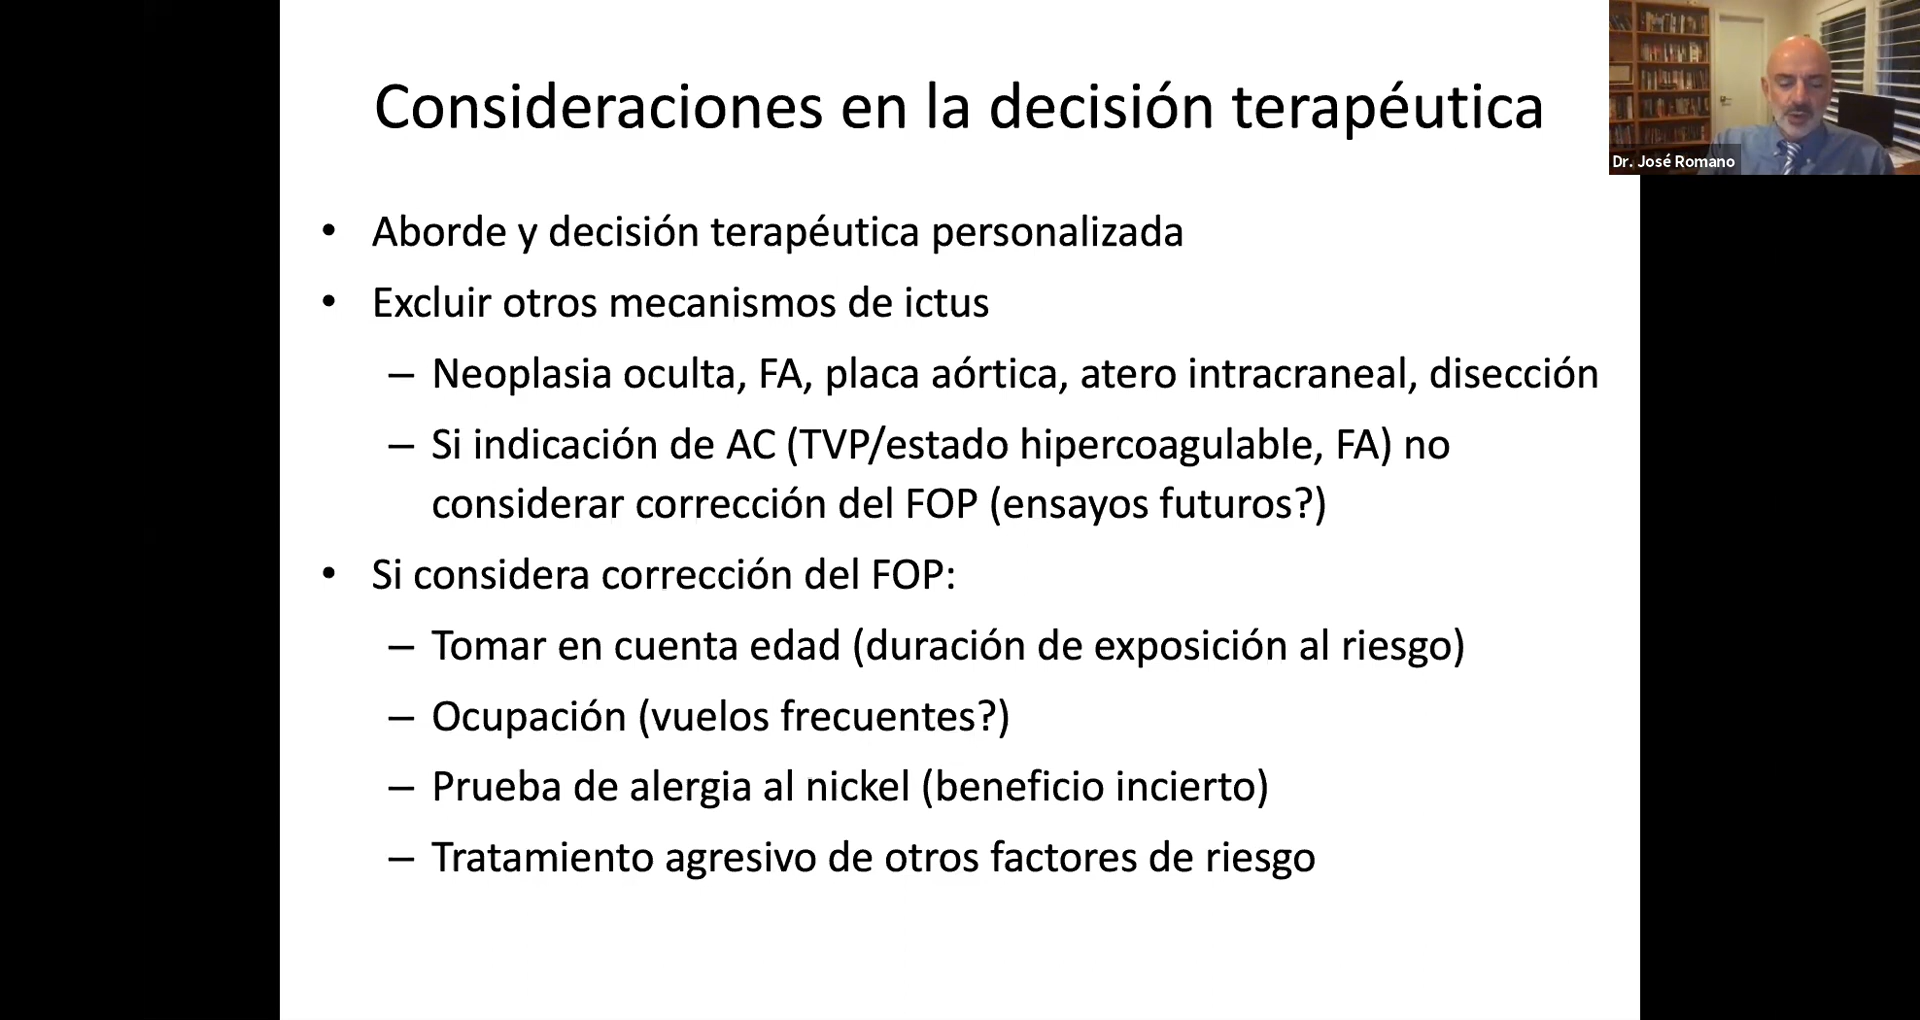 Consideraciones en la decisión terapéutica
Dr. José Romano
• Aborde y decisión terapéutica personalizada
• Excluir otros mecanismos de ictus
– Neoplasia oculta, FA, placa aórtica, atero intracraneal, disección
– Si indicación de AC (TVP/estado hipercoagulable, FA) no
considerar corrección del FOP (ensayos futuros?)
• Si considera corrección del FOP:
– Tomar en cuenta edad (duración de exposición al riesgo)
– Ocupación (vuelos frecuentes?)
– Prueba de alergia al nickel (beneficio incierto)
– Tratamiento agresivo de otros factores de riesgo